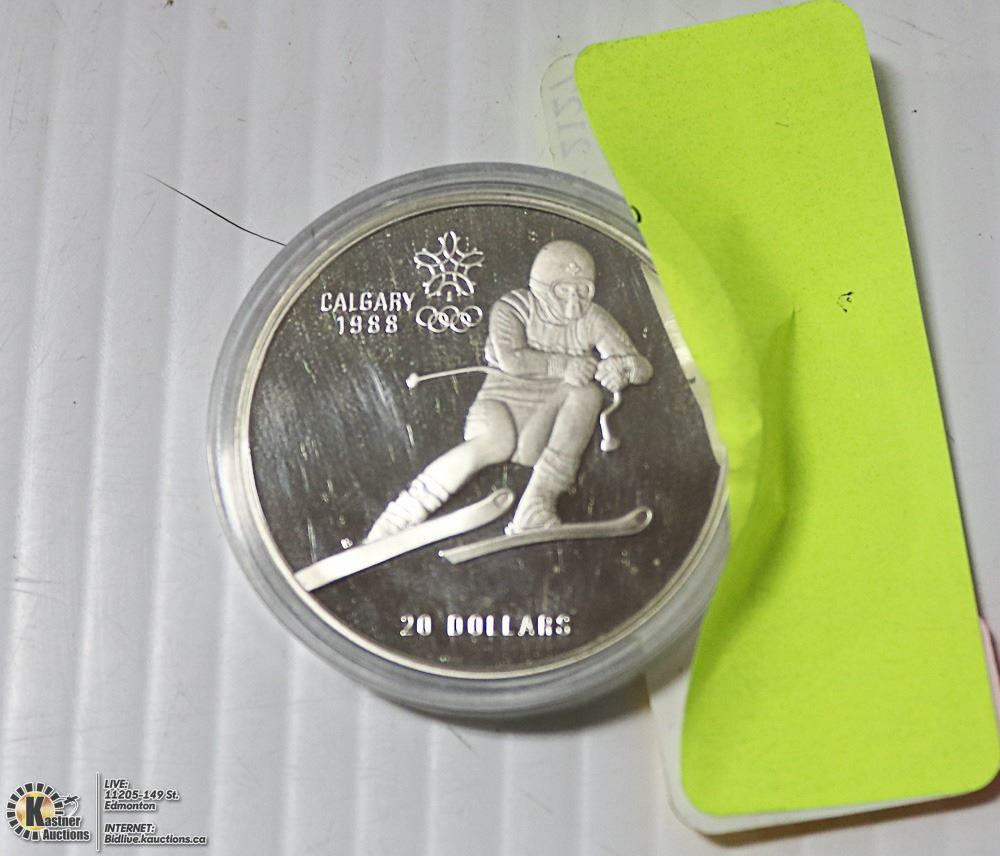 CALGARY
1988
20 DOLLARS
Kastner
Auctions
LIVE:
11205-149 St.
Edmonton
INTERNET:
Bidlive.kauctions.ca